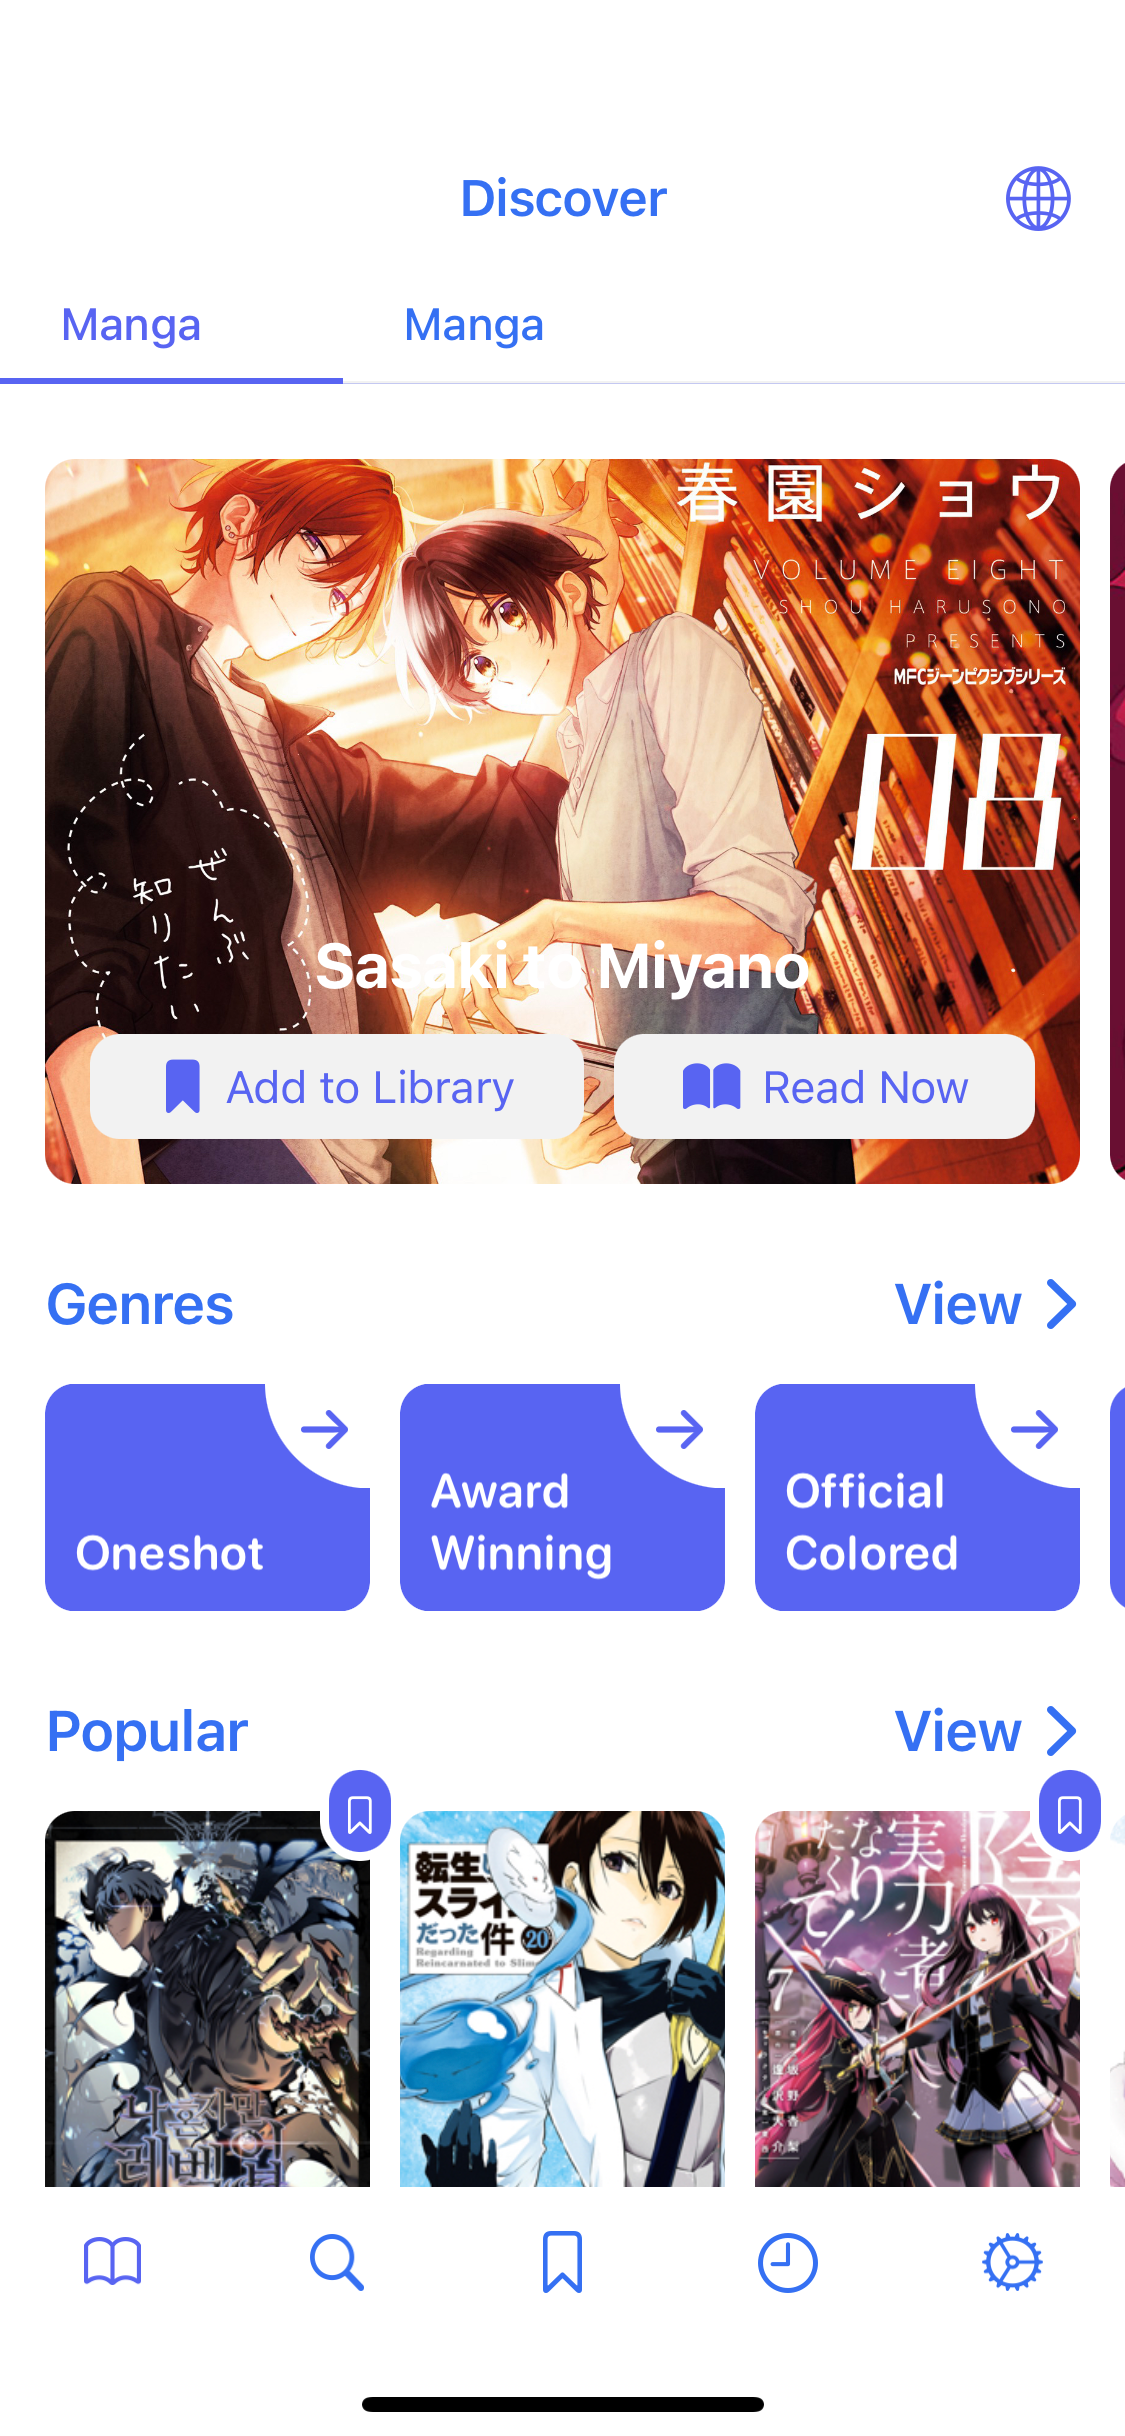 Discover
Manga
Manga
春園ショウ
VOLUME EIGHT
SHOU HARUSONO
PRESENTS
MFCジーンピクシブシリーズ
08
ぜんぶ
知りたい
Sasaki to Miyano
Add to Library
Read Now
Genres
View
Oneshot
Award
Winning
Official
Colored
Popular
View
나 혼자만
레벨업
転生
スライ
だった件
20
Regarding
Reincarnated to Slime
陰の
実力者に
なり
たくて!
7